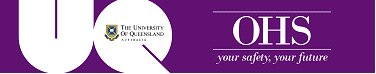 UQ
THE UNIVERSITY
OF QUEENSLAND
AUSTRALIA
OHS
your safety, your future